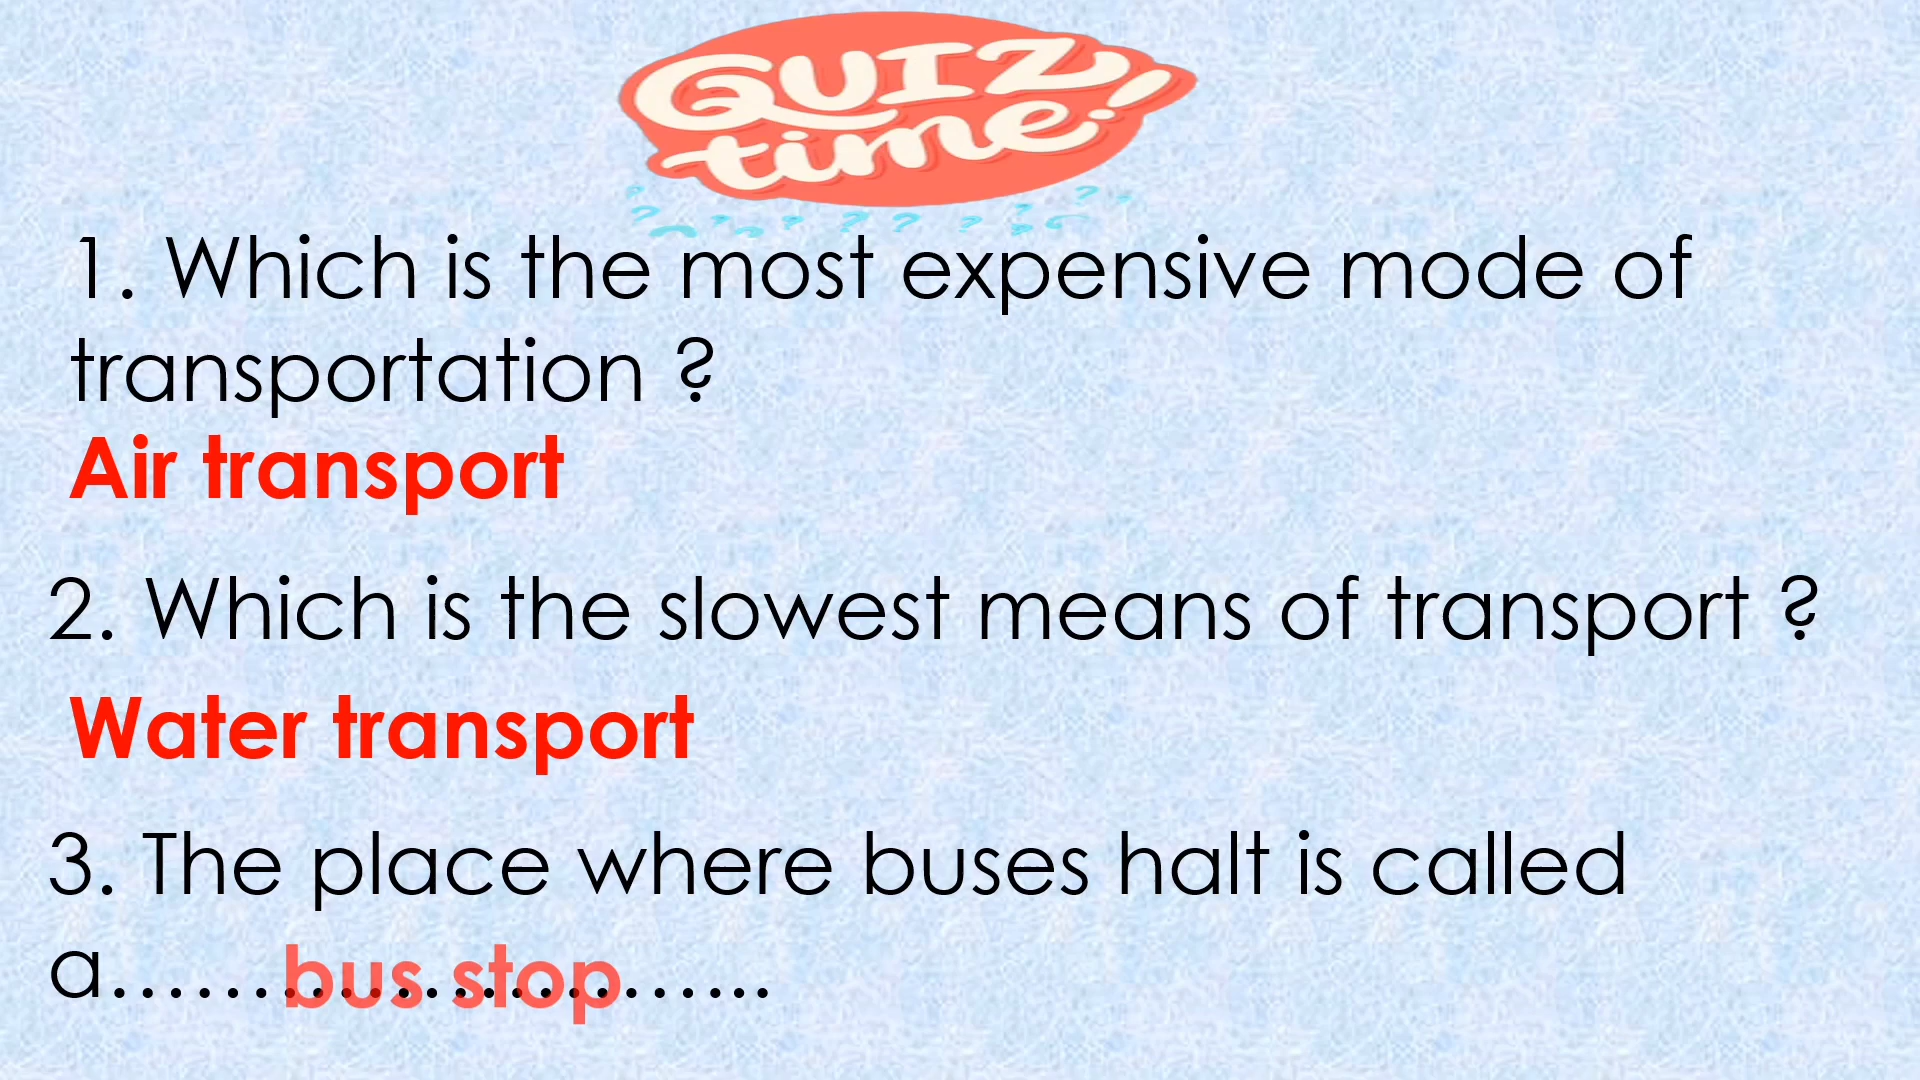 QUIZ
time!
1. Which is the most expensive mode of
transportation ?
Air transport
2. Which is the slowest means of transport ?
Water transport
3. The place where buses halt is called
a……bus stop…...